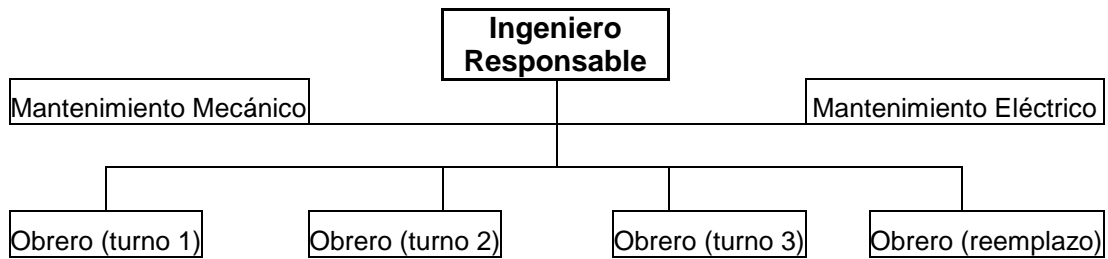 Ingeniero
Responsable
Mantenimiento Mecánico
Mantenimiento Eléctrico
Obrero (turno 1)
Obrero (turno 2)
Obrero (turno 3)
Obrero (reemplazo)